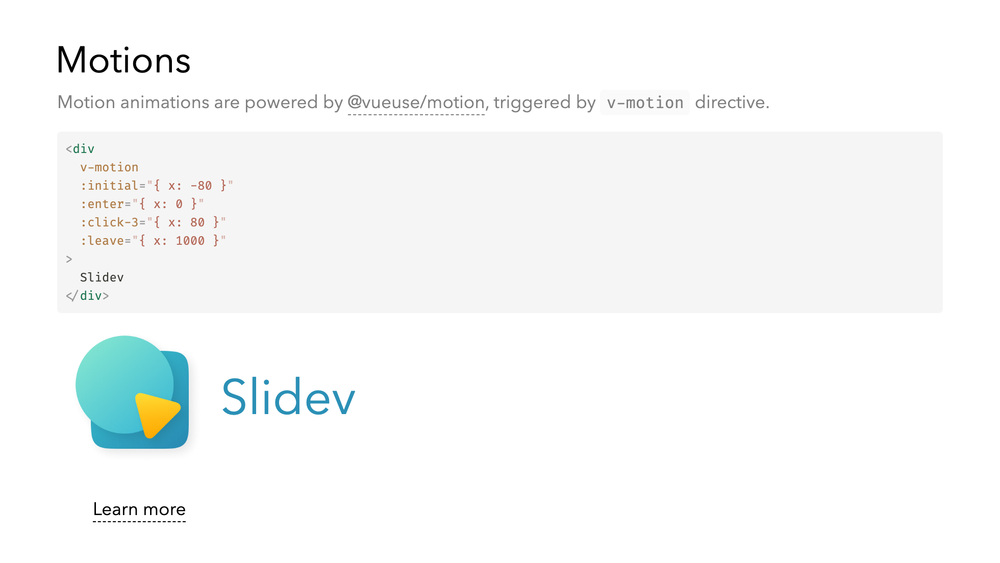 Motions
Motion animations are powered by @vueuse/motion, triggered by v-motion directive.
<div
  v-motion
  :initial="{ x: -80 }"
  :enter="{ x: 0 }"
  :click-3="{ x: 80 }"
  :leave="{ x: 1000 }"
>
  Slidev
</div>
Slidev
Learn more